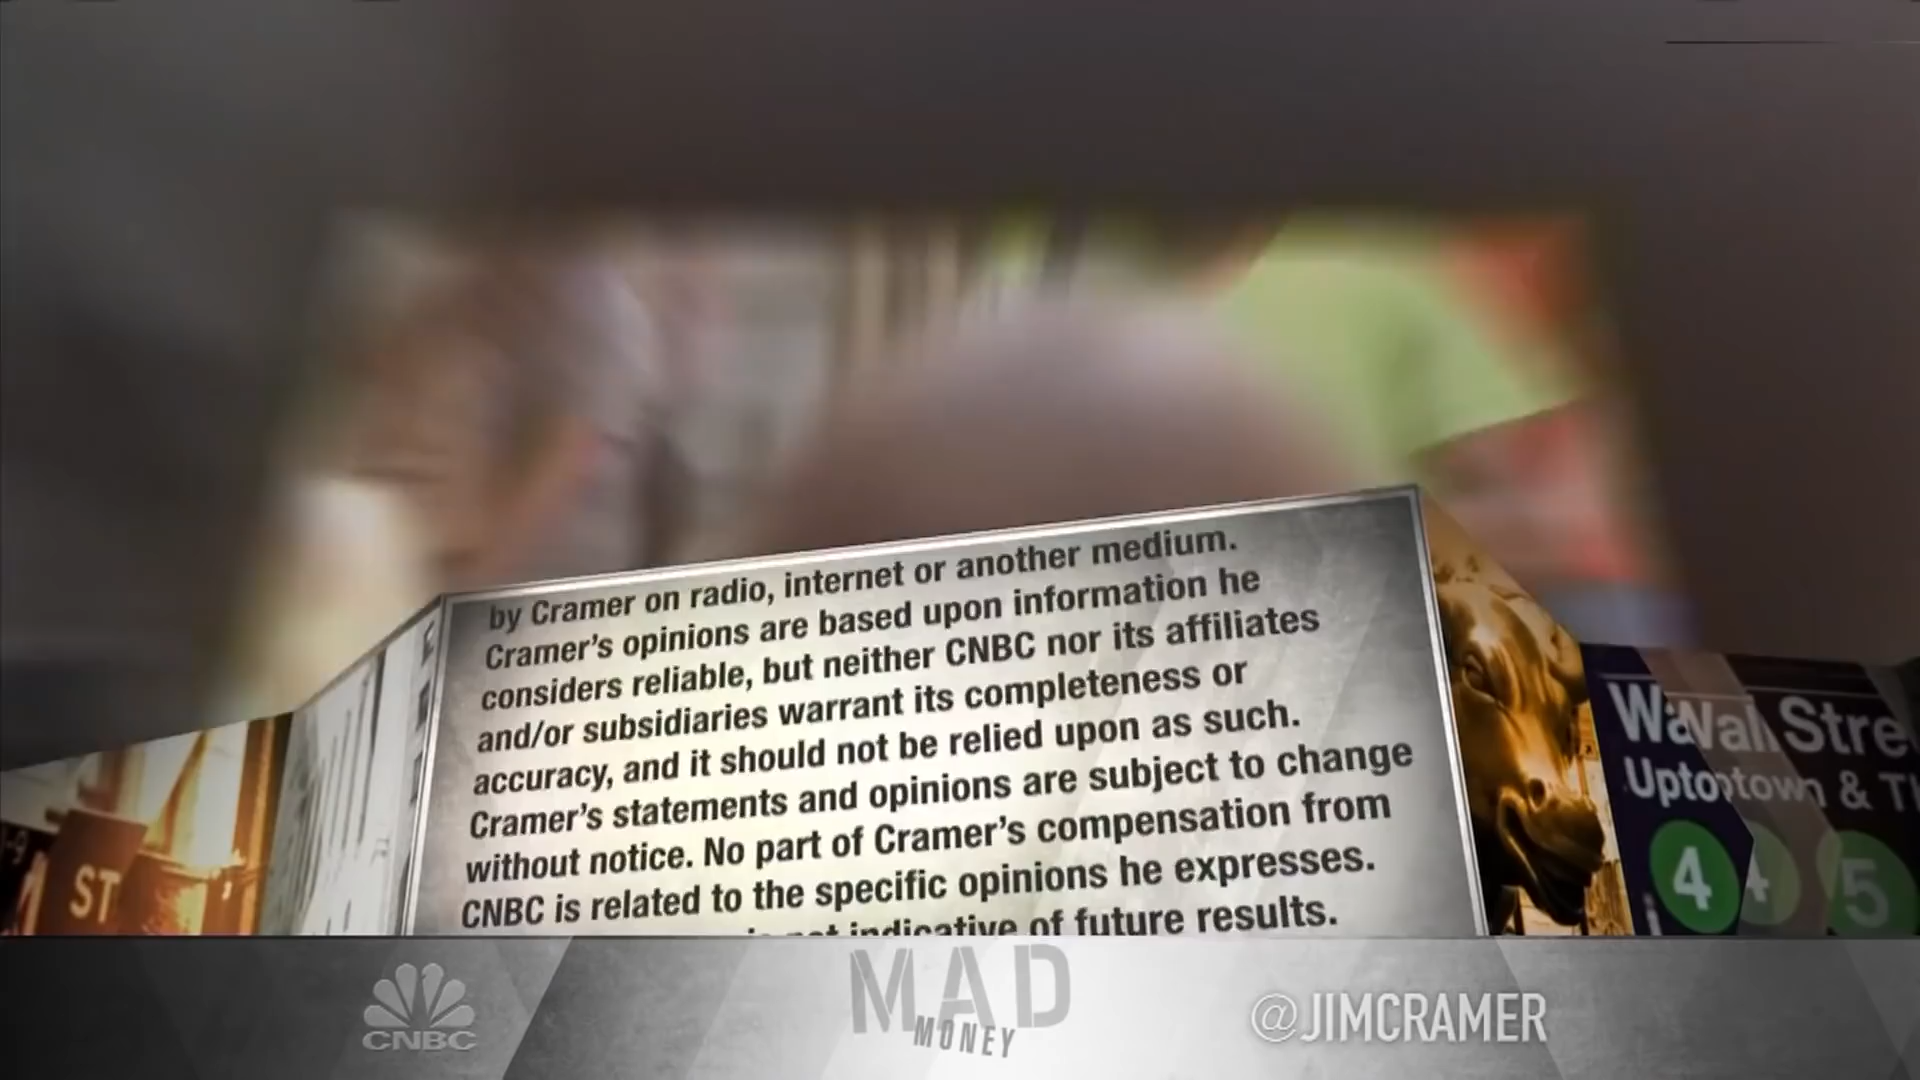 by Cramer on radio, internet or another medium.
Cramer's opinions are based upon information he
considers reliable, but neither CNBC nor its affiliates
and/or subsidiaries warrant its completeness or
accuracy, and it should not be relied upon as such.
Cramer's statements and opinions are subject to change
without notice. No part of Cramer's compensation from
CNBC is related to the specific opinions he expresses.
indicative of future results.
ST
Wall Stre
Uptown & T
4
4
5
CNBC
MAD
MONEY
@JIMCRAMER